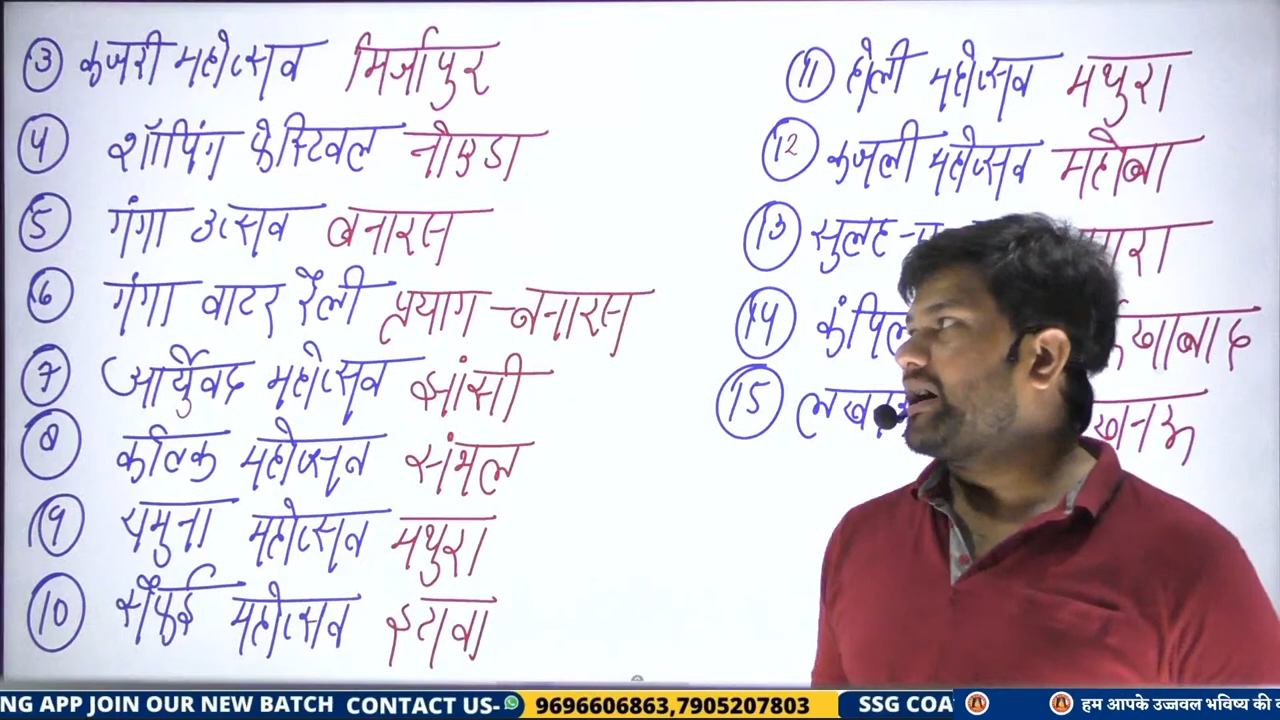 3 कजरी महोत्सव मिर्जापुर
4 शॉपिंग फेस्टिवल नोएडा
5 गंगा उत्सव बनारस
6 गंगा वाटर रैली प्रयाग-बनारस
7 आर्युवेद महोत्सव झांसी
8 कल्कि महोत्सव संभल
9 यमुना महोत्सव मथुरा
10 सैफई महोत्सव इटावा
11 होली महोत्सव मथुरा
12 कजली महोत्सव महोबा
13 सुलह-
14 कंपिल
15 लखन
NG APP JOIN OUR NEW BATCH CONTACT US- 9696606863,7905207803 SSG COA हम आपके उज्जवल भविष्य की